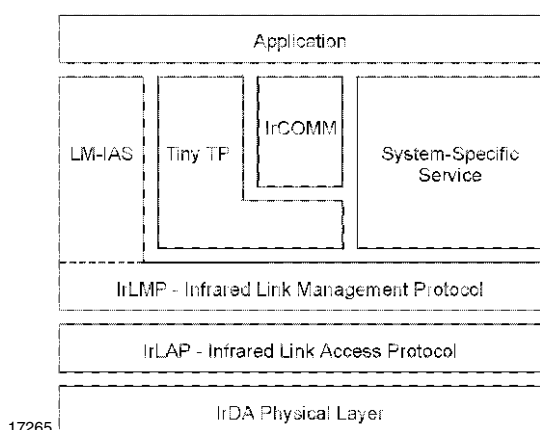 Application
LM-IAS
Tiny TP
IrCOMM
System-Specific
Service
IrLMP - Infrared Link Management Protocol
IrLAP - Infrared Link Access Protocol
IrDA Physical Layer
17265